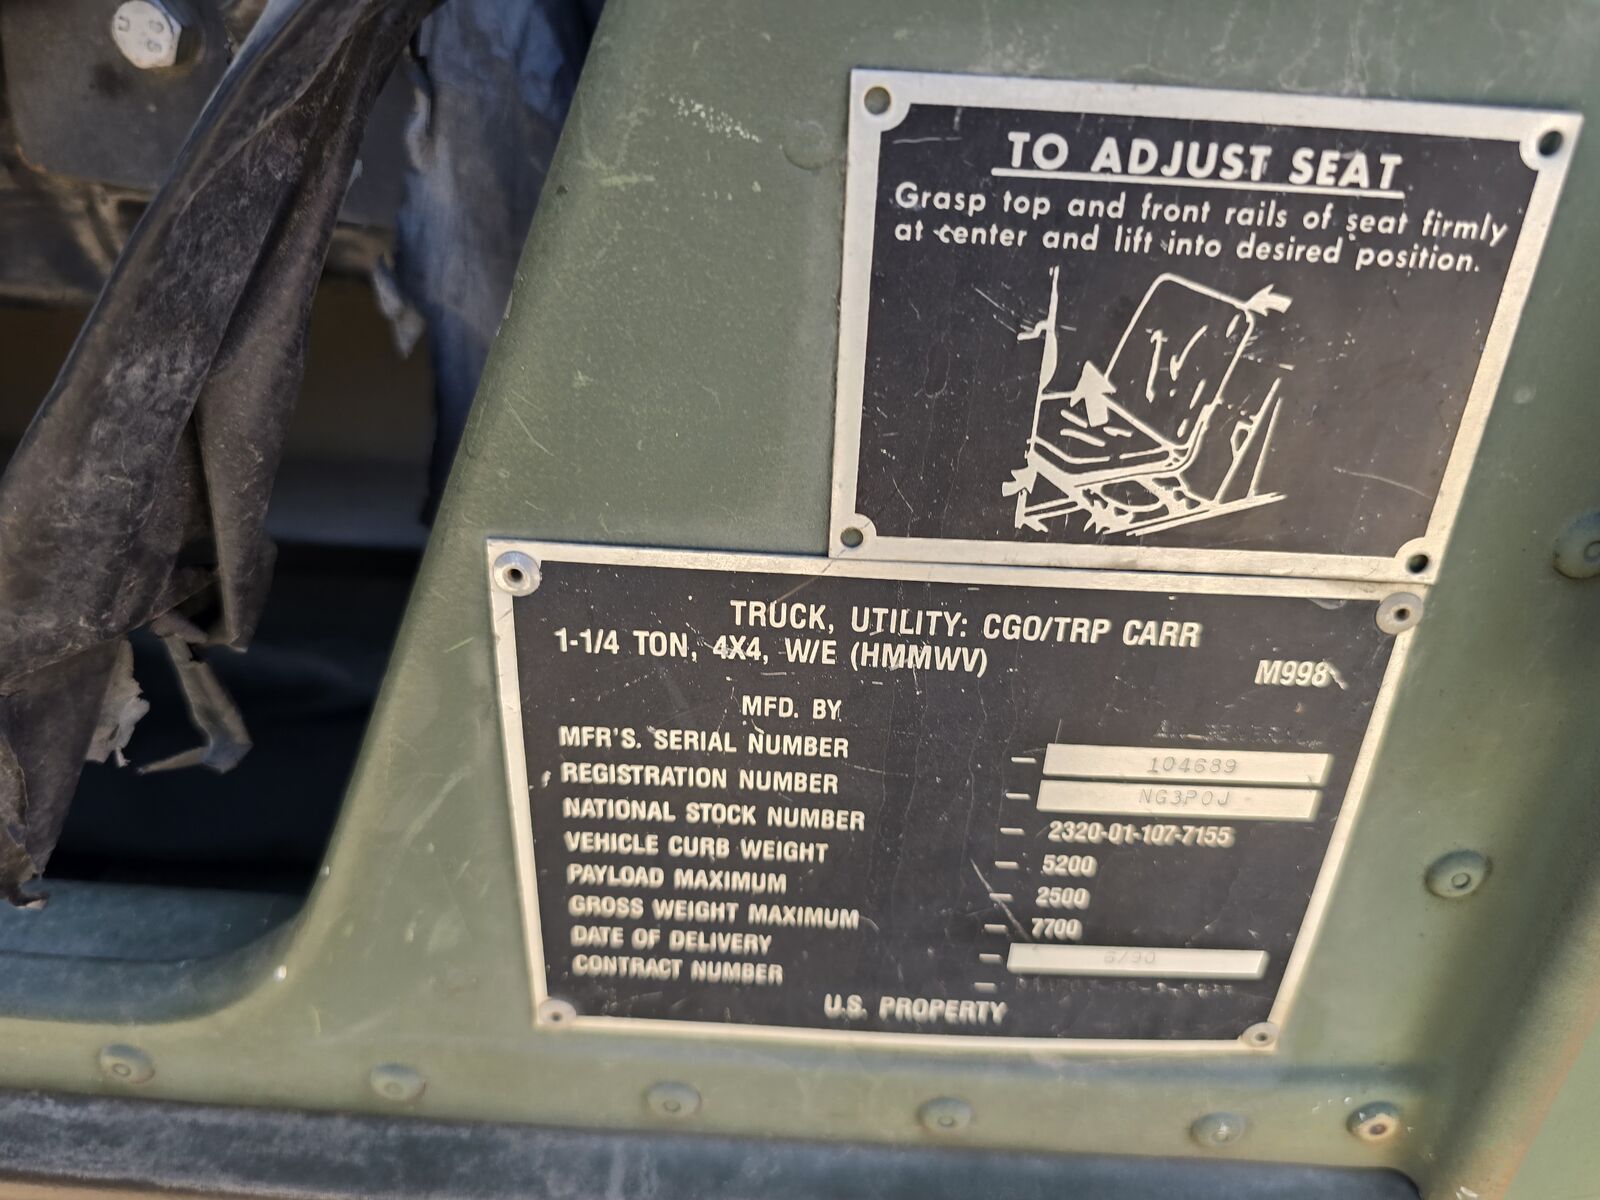 TO ADJUST SEAT
Grasp top and front rails of seat firmly
at center and lift into desired position.
TRUCK, UTILITY: CGO/TRP CARR
1-1/4 TON, 4X4, W/E (HMMWV) M998
MFD. BY
MFR'S. SERIAL NUMBER – 104689
REGISTRATION NUMBER – NG3P0J
NATIONAL STOCK NUMBER – 2320-01-107-7155
VEHICLE CURB WEIGHT – 5200
PAYLOAD MAXIMUM – 2500
GROSS WEIGHT MAXIMUM – 7700
DATE OF DELIVERY – 6/90
CONTRACT NUMBER –
U.S. PROPERTY